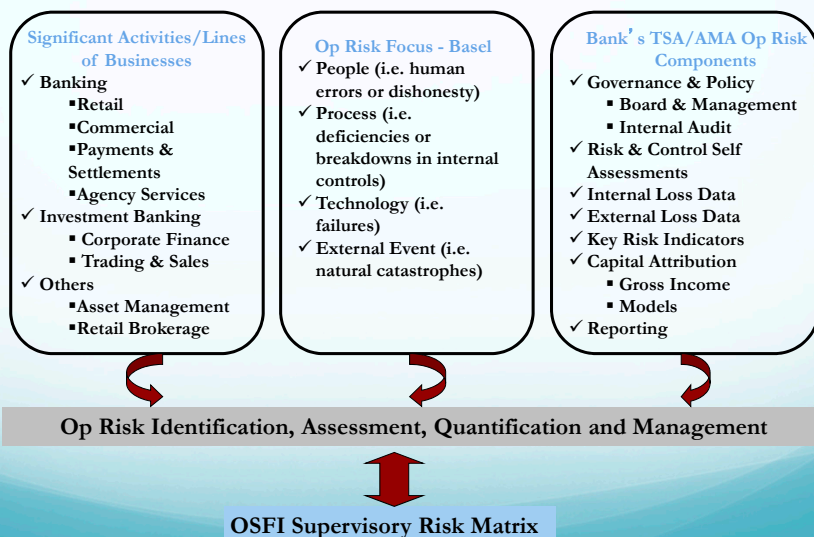 Significant Activities/Lines
of Businesses
✓ Banking
▪Retail
▪Commercial
▪Payments &
Settlements
▪Agency Services
✓ Investment Banking
▪ Corporate Finance
▪ Trading & Sales
✓ Others
▪Asset Management
▪Retail Brokerage
Op Risk Focus - Basel
✓ People (i.e. human
errors or dishonesty)
✓ Process (i.e.
deficiencies or
breakdowns in internal
controls)
✓ Technology (i.e.
failures)
✓ External Event (i.e.
natural catastrophes)
Bank's TSA/AMA Op Risk
Components
✓ Governance & Policy
▪ Board & Management
▪ Internal Audit
✓ Risk & Control Self
Assessments
✓ Internal Loss Data
✓ External Loss Data
✓ Key Risk Indicators
✓ Capital Attribution
▪ Gross Income
▪ Models
✓ Reporting
Op Risk Identification, Assessment, Quantification and Management
OSFI Supervisory Risk Matrix